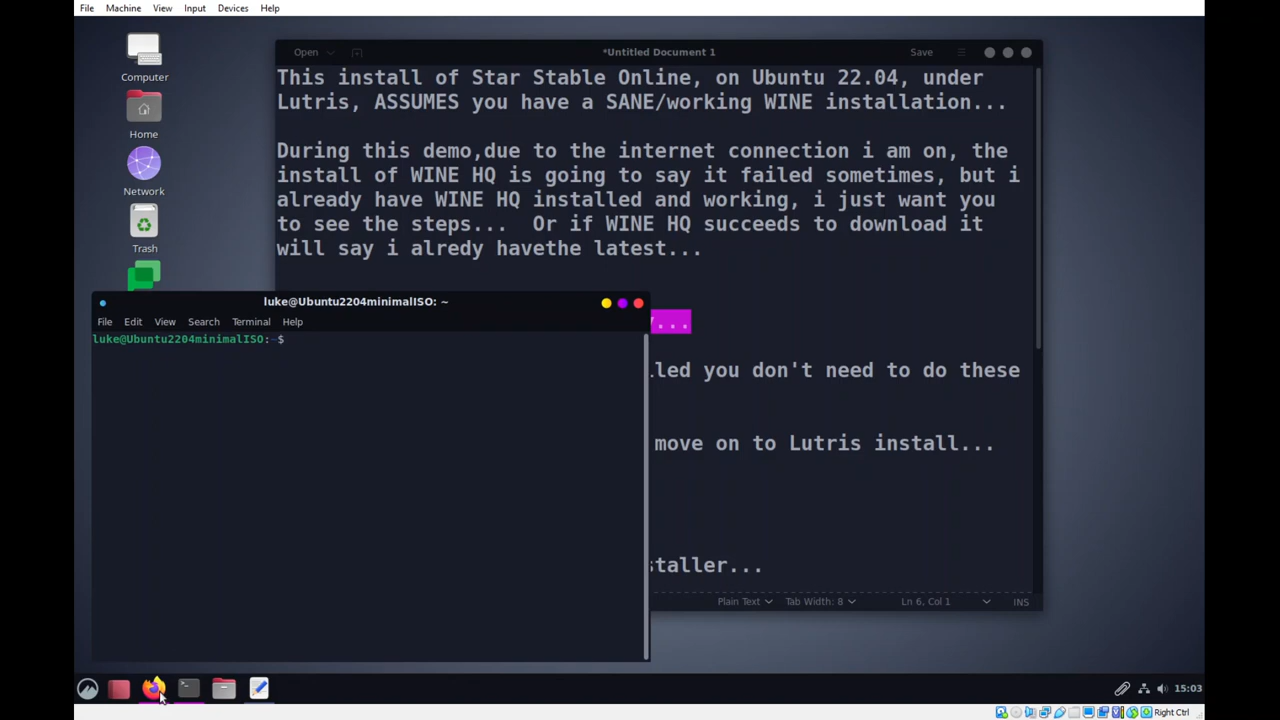 File Machine View Input Devices Help
Computer
Home
Network
Trash
Open *Untitled Document 1 Save
This install of Star Stable Online, on Ubuntu 22.04, under
Lutris, ASSUMES you have a SANE/working WINE installation...
During this demo,due to the internet connection i am on, the
install of WINE HQ is going to say it failed sometimes, but i
already have WINE HQ installed and working, i just want you
to see the steps... Or if WINE HQ succeeds to download it
will say i alredy havethe latest...
...
led you don't need to do these
move on to Lutris install...
staller...
Plain Text Tab Width: 8 Ln 6, Col 1 INS
luke@Ubuntu2204minimalISO: ~
File Edit View Search Terminal Help
luke@Ubuntu2204minimalISO:~$
15:03
Right Ctrl